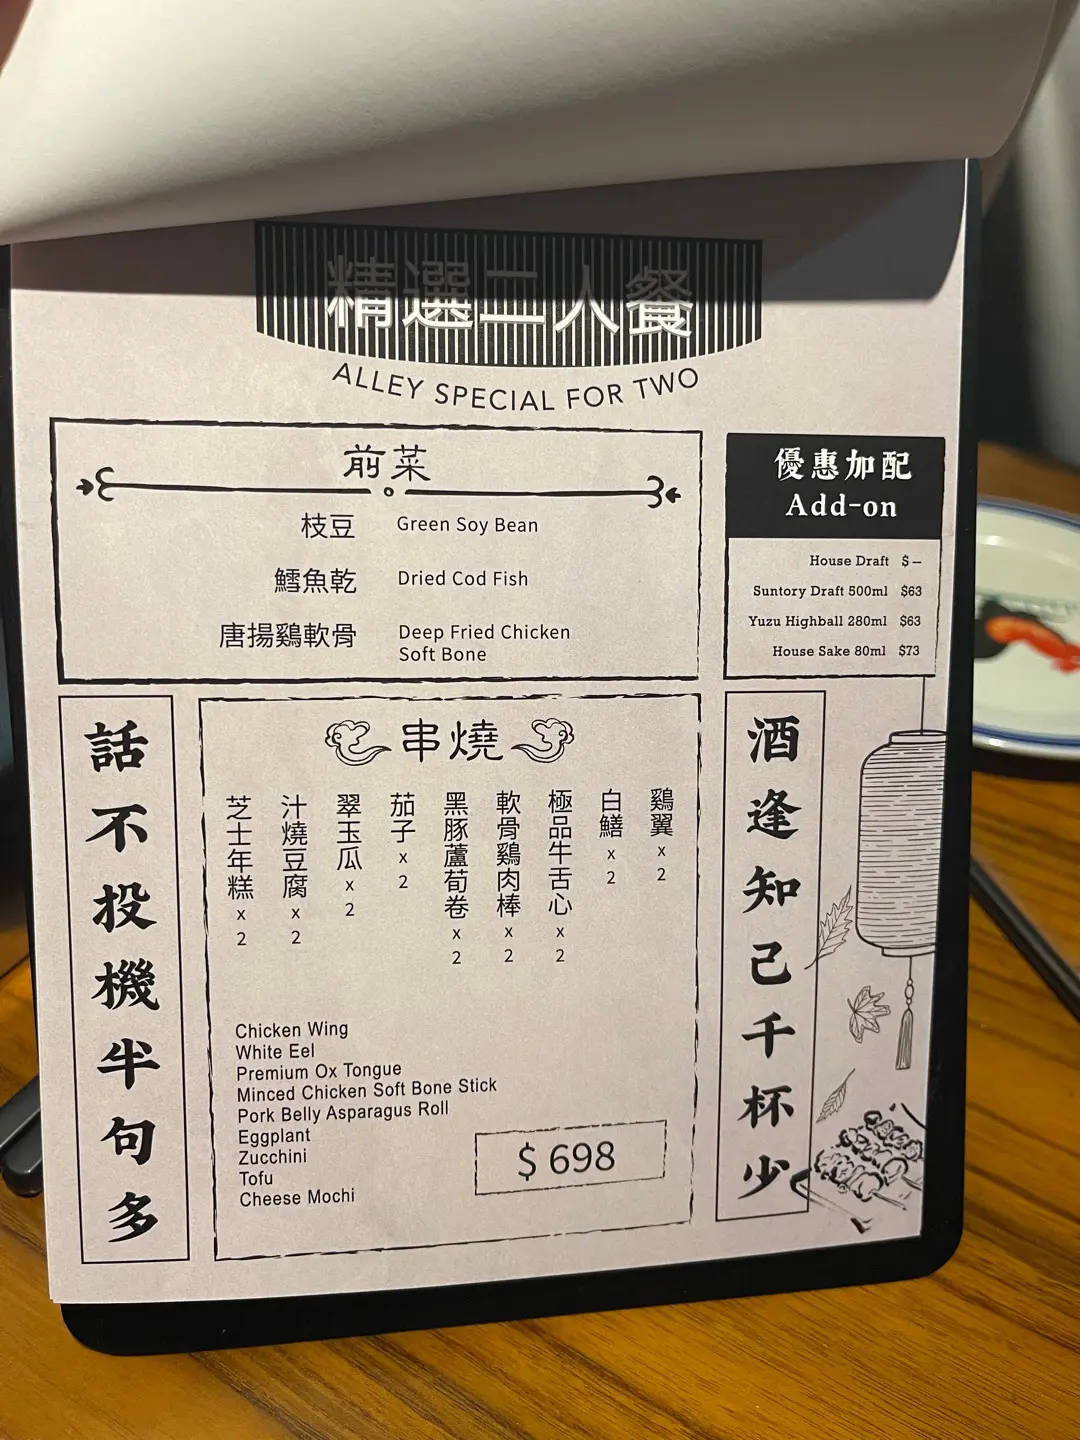 精選二人餐
ALLEY SPECIAL FOR TWO
前菜
枝豆 Green Soy Bean
鱈魚乾 Dried Cod Fish
唐揚鷄軟骨 Deep Fried Chicken
Soft Bone
優惠加配
Add-on
House Draft $--
Suntory Draft 500ml $63
Yuzu Highball 280ml $63
House Sake 80ml $73
酒逢知己千杯少
話不投機半句多
串燒
鷄翼 x 2
白鱔 x 2
極品牛舌心 x 2
軟骨鷄肉棒 x 2
黑豚蘆荀卷 x 2
茄子 x 2
翠玉瓜 x 2
汁燒豆腐 x 2
芝士年糕 x 2
Chicken Wing
White Eel
Premium Ox Tongue
Minced Chicken Soft Bone Stick
Pork Belly Asparagus Roll
Eggplant
Zucchini
Tofu
Cheese Mochi
$ 698